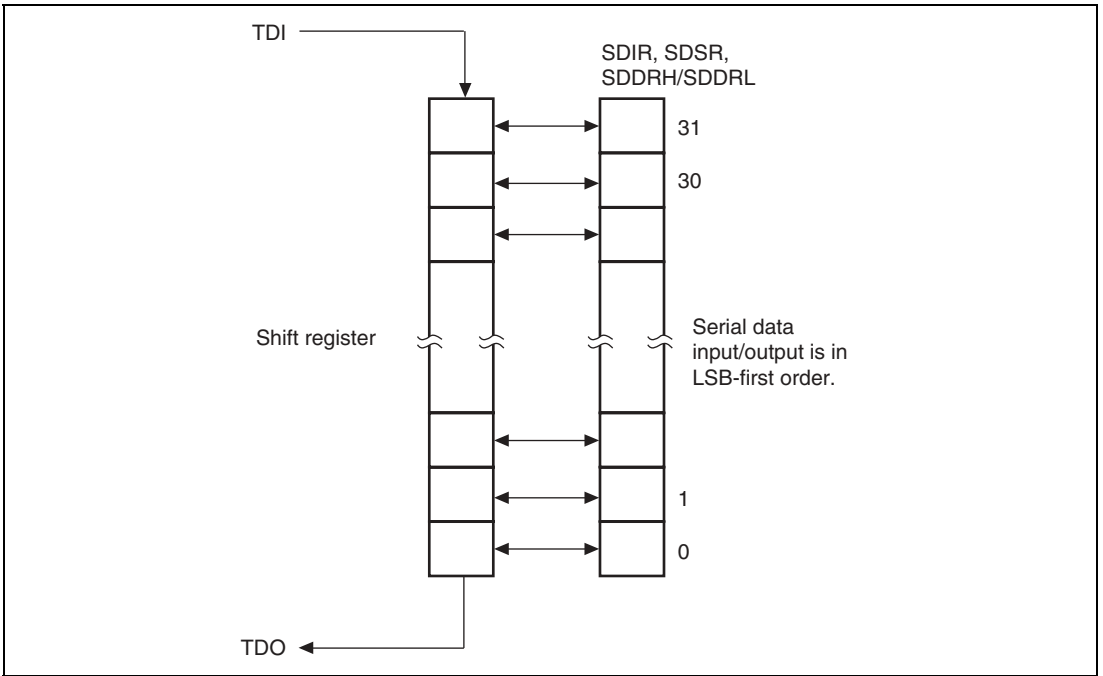 TDI
SDIR, SDSR,
SDDRH/SDDRL
31
30
Shift register
Serial data
input/output is in
LSB-first order.
1
0
TDO